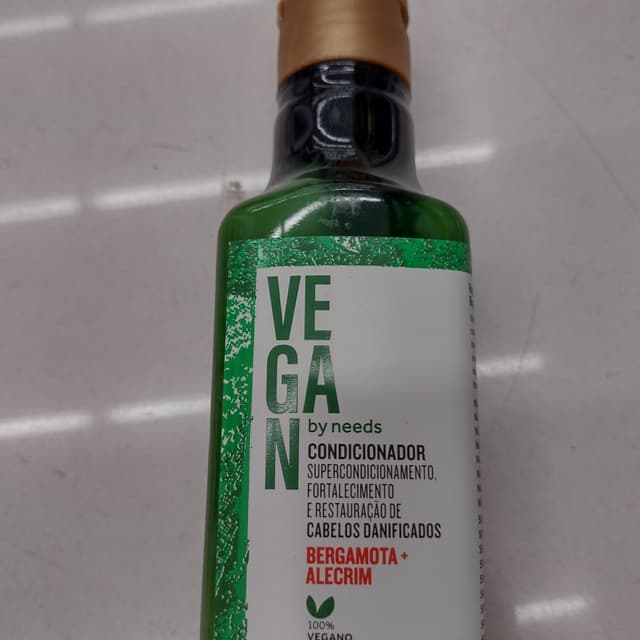 VE
GA
N
by needs
CONDICIONADOR
SUPERCONDICIONAMENTO,
FORTALECIMENTO
E RESTAURAÇÃO DE
CABELOS DANIFICADOS
BERGAMOTA +
ALECRIM
100%
VEGANO